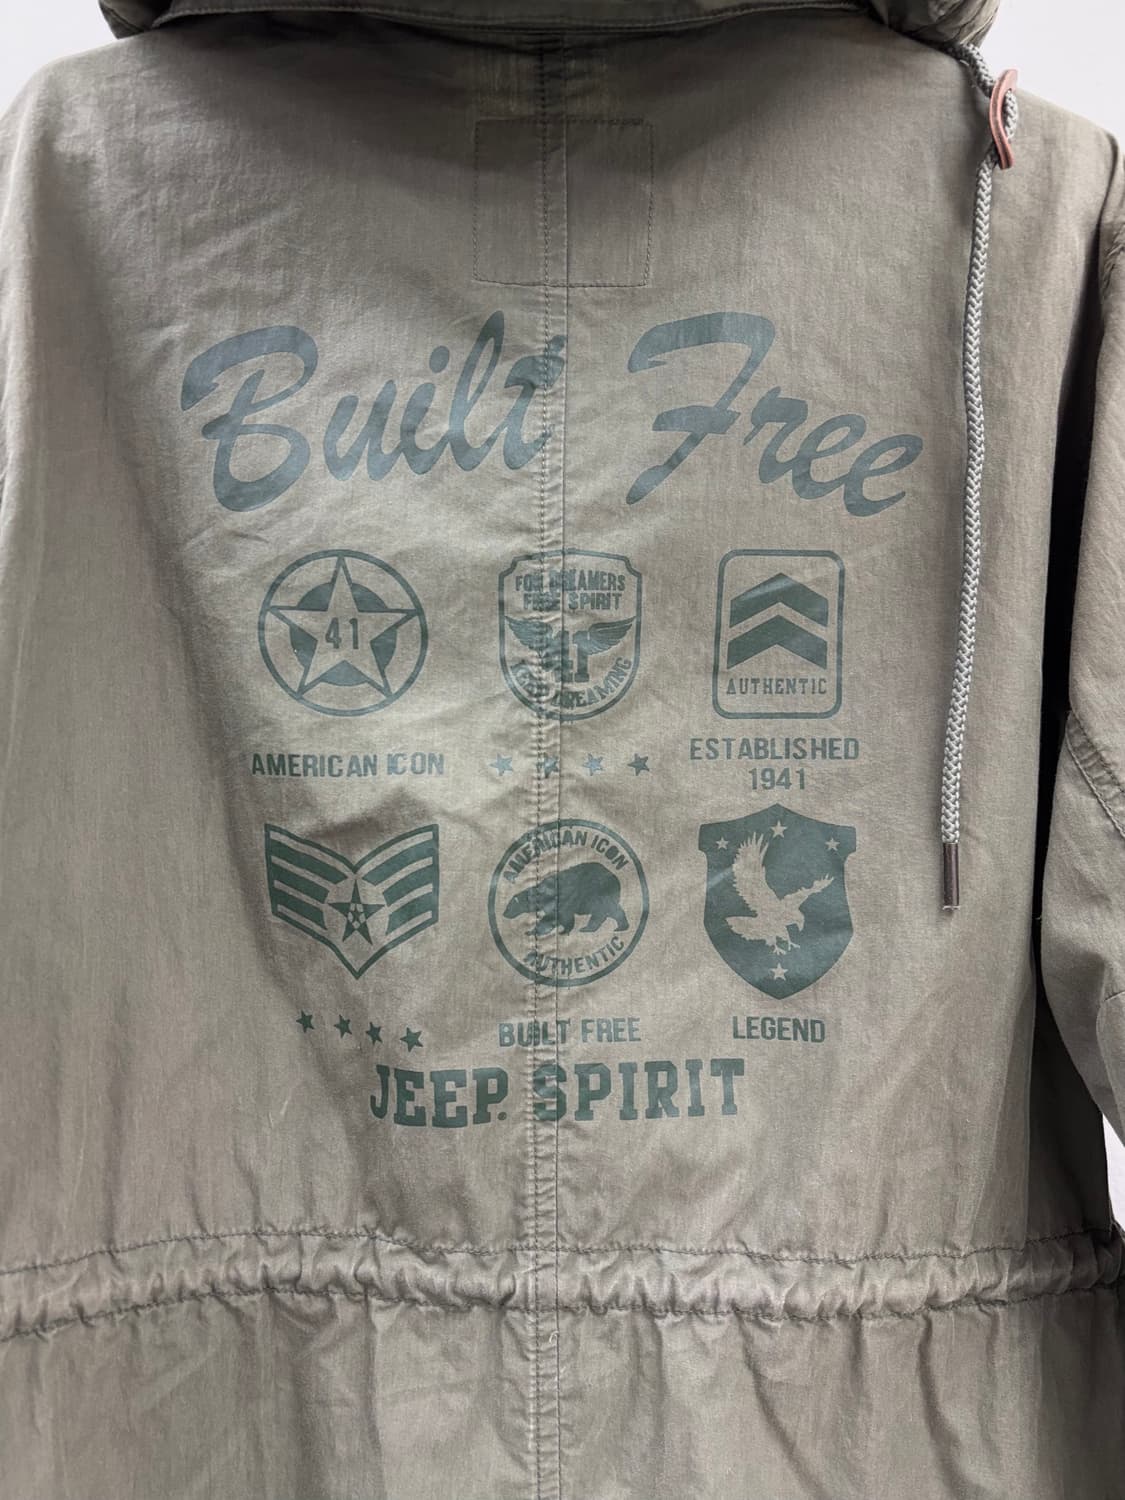 Built Free
41
FOR DREAMERS
FREE SPIRIT
41
KEEP DREAMING
AUTHENTIC
AMERICAN ICON
ESTABLISHED
1941
AMERICAN ICON
AUTHENTIC
BUILT FREE
LEGEND
JEEP. SPIRIT